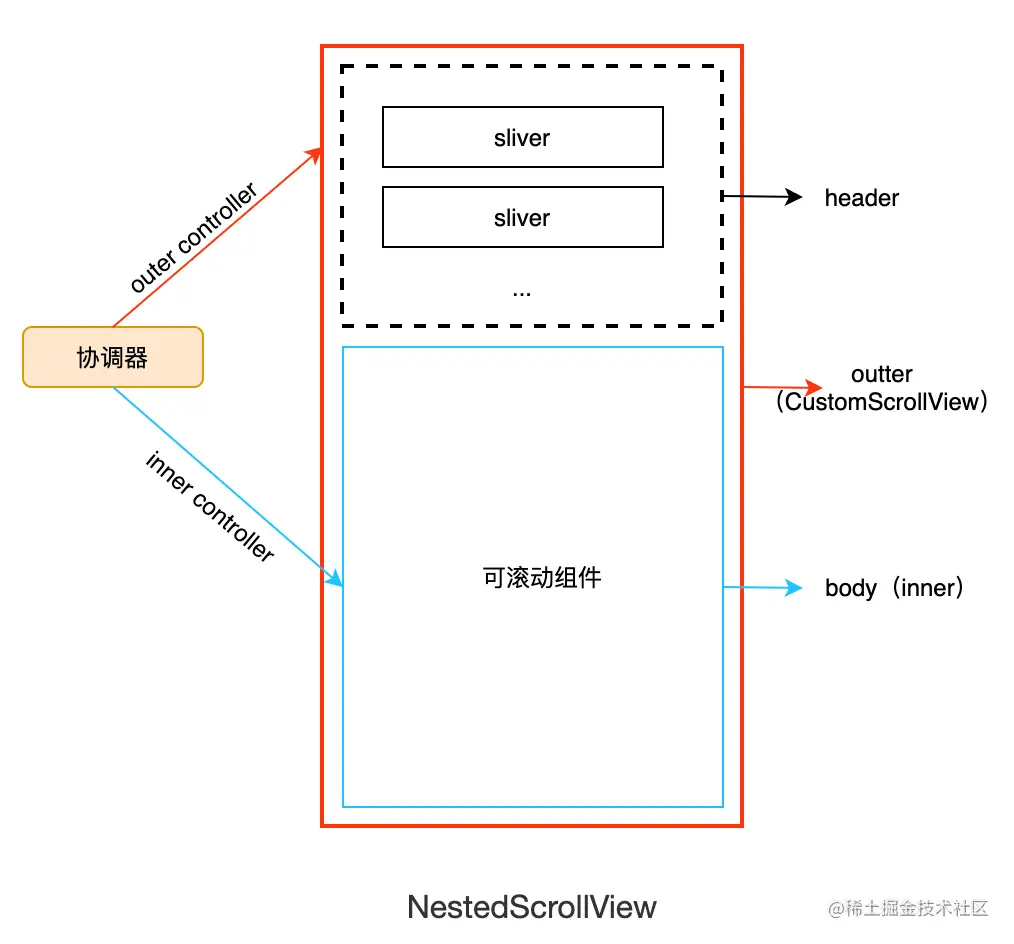 sliver
sliver
...
header
outer controller
协调器
outter
（CustomScrollView）
inner controller
可滚动组件
body（inner）
NestedScrollView
@稀土掘金技术社区